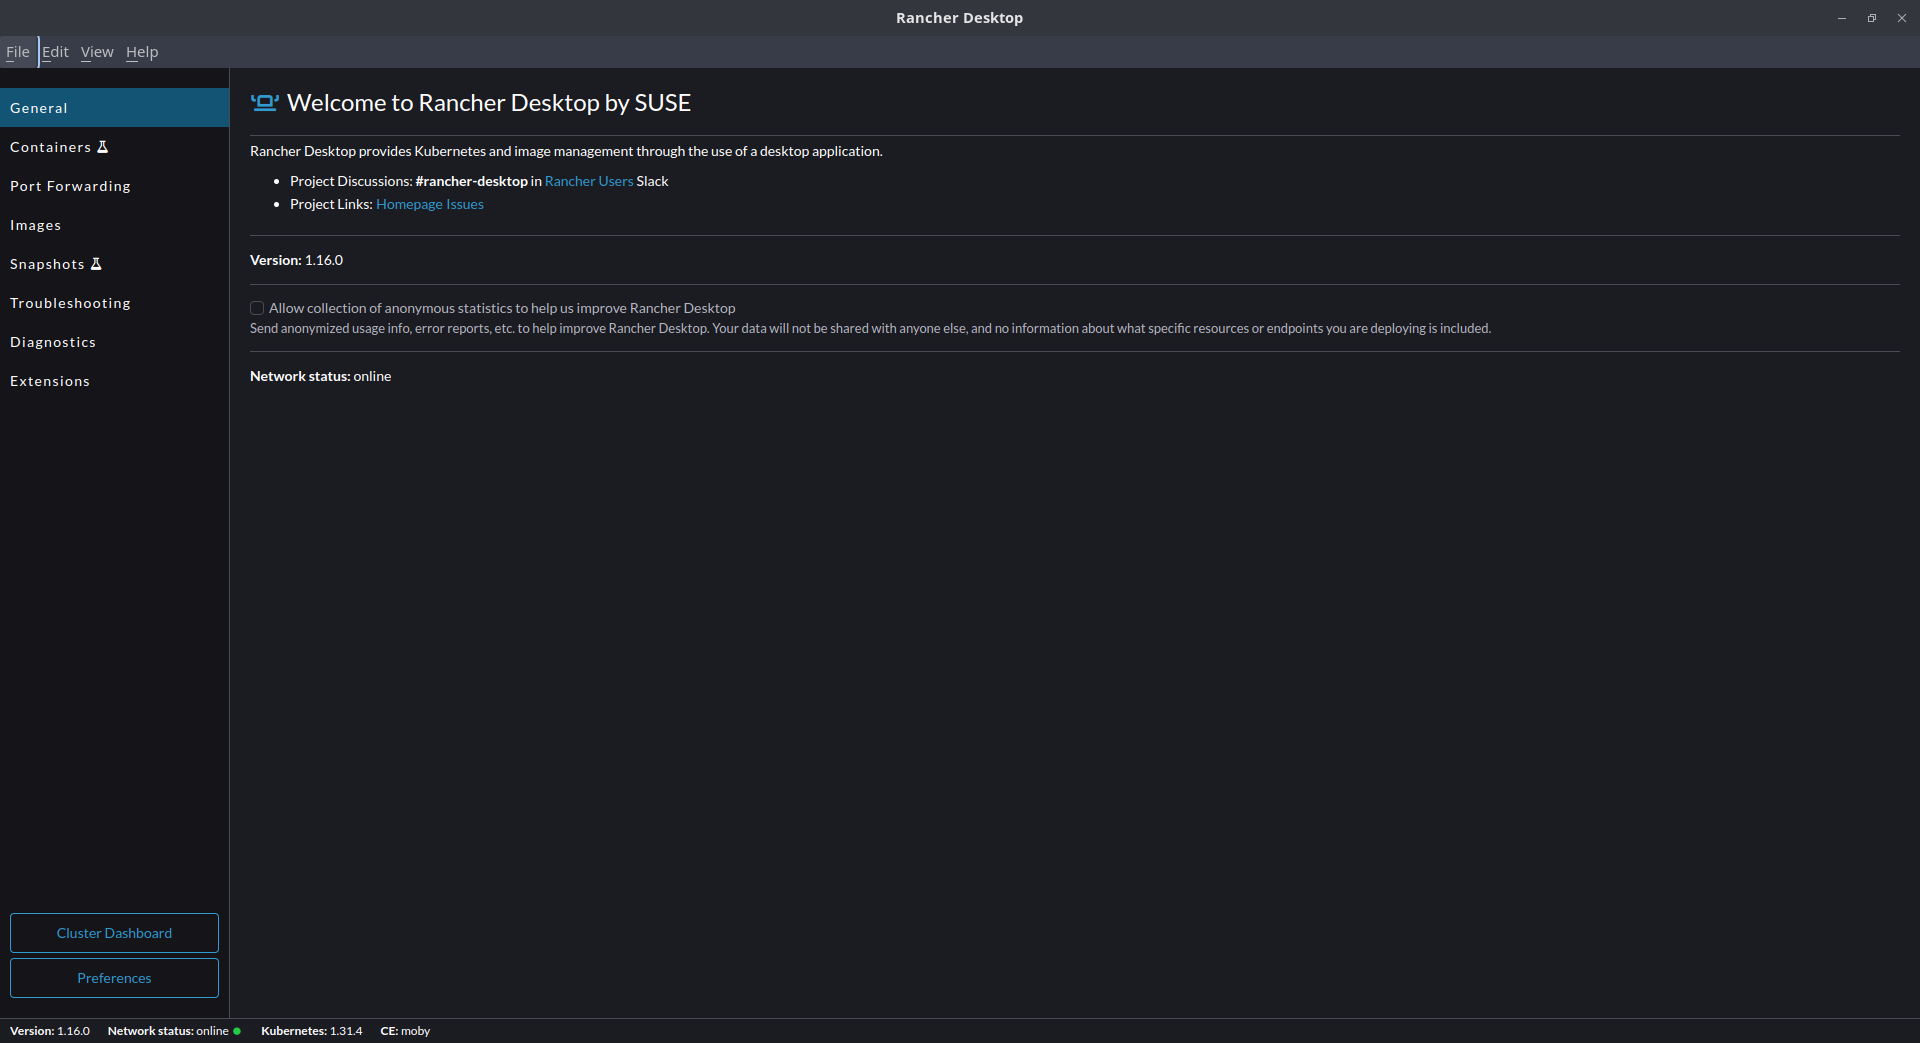 Rancher Desktop
File Edit View Help
General
Containers
Port Forwarding
Images
Snapshots
Troubleshooting
Diagnostics
Extensions
Cluster Dashboard
Preferences
Welcome to Rancher Desktop by SUSE
Rancher Desktop provides Kubernetes and image management through the use of a desktop application.
• Project Discussions: #rancher-desktop in Rancher Users Slack
• Project Links: Homepage Issues
Version: 1.16.0
Allow collection of anonymous statistics to help us improve Rancher Desktop
Send anonymized usage info, error reports, etc. to help improve Rancher Desktop. Your data will not be shared with anyone else, and no information about what specific resources or endpoints you are deploying is included.
Network status: online
Version: 1.16.0 Network status: online Kubernetes: 1.31.4 CE: moby